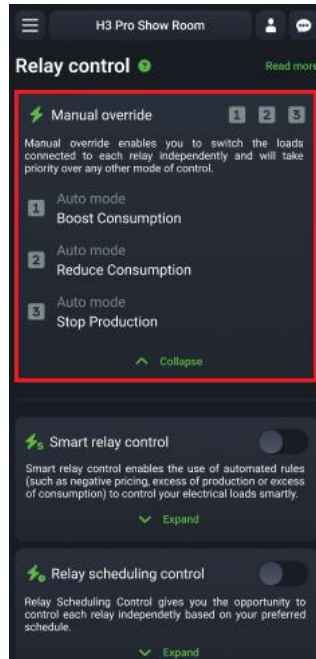 H3 Pro Show Room
Relay control ?
Read more
Manual override 1 2 3
Manual override enables you to switch the loads
connected to each relay independently and will take
priority over any other mode of control.
Auto mode
1 Boost Consumption
Auto mode
2 Reduce Consumption
Auto mode
3 Stop Production
Collapse
Smart relay control
Smart relay control enables the use of automated rules
(such as negative pricing, excess of production or excess
of consumption) to control your electrical loads smartly.
Expand
Relay scheduling control
Relay Scheduling Control gives you the opportunity to
control each relay independetly based on your preferred
schedule.
Expand